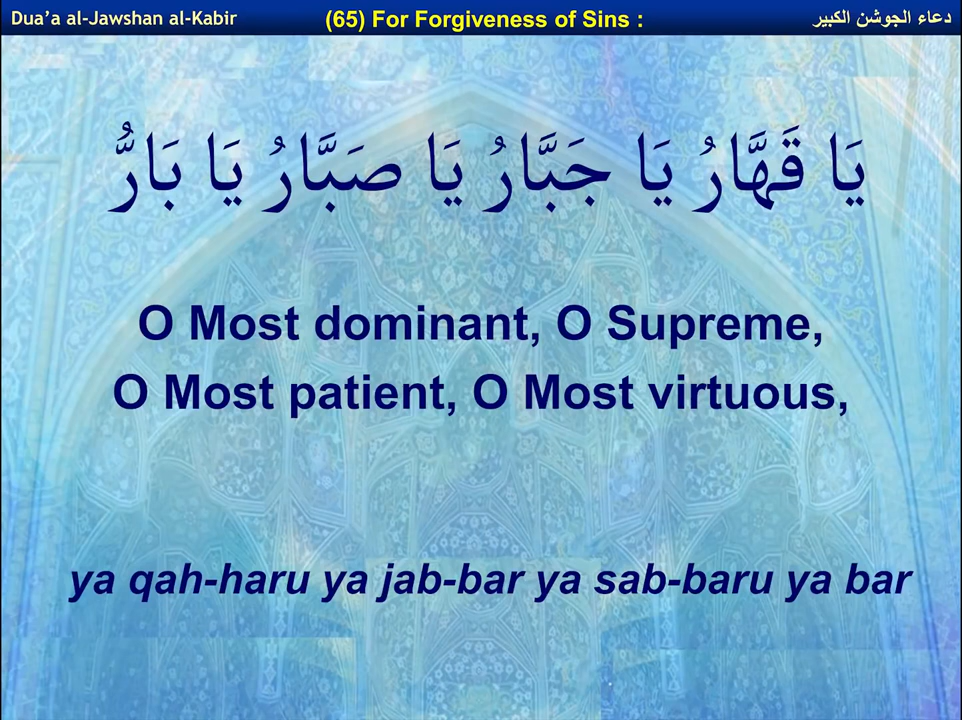 Dua’a al-Jawshan al-Kabir (65) For Forgiveness of Sins : دعاء الجوشن الكبير
يَا قَهَّارُ يَا جَبَّارُ يَا صَبَّارُ يَا بَارُّ
O Most dominant, O Supreme,
O Most patient, O Most virtuous,
ya qah-haru ya jab-bar ya sab-baru ya bar